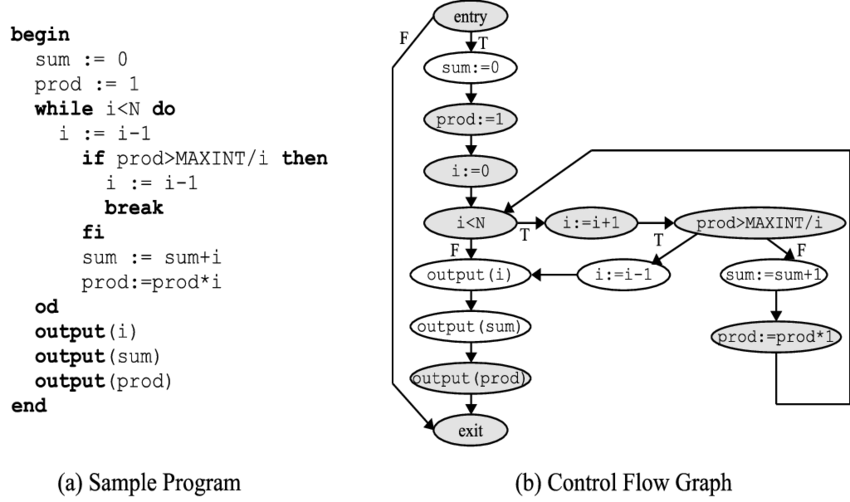 begin
sum := 0
prod := 1
while i<N do
i := i-1
if prod>MAXINT/i then
i := i-1
break
fi
sum := sum+i
prod:=prod*i
od
output(i)
output(sum)
output(prod)
end
(a) Sample Program
entry
F
T
sum:=0
prod:=1
i:=0
i<N
T
i:=i+1
prod>MAXINT/i
F
T
F
output(i)
i:=i-1
sum:=sum+1
output(sum)
prod:=prod*1
output(prod)
exit
(b) Control Flow Graph